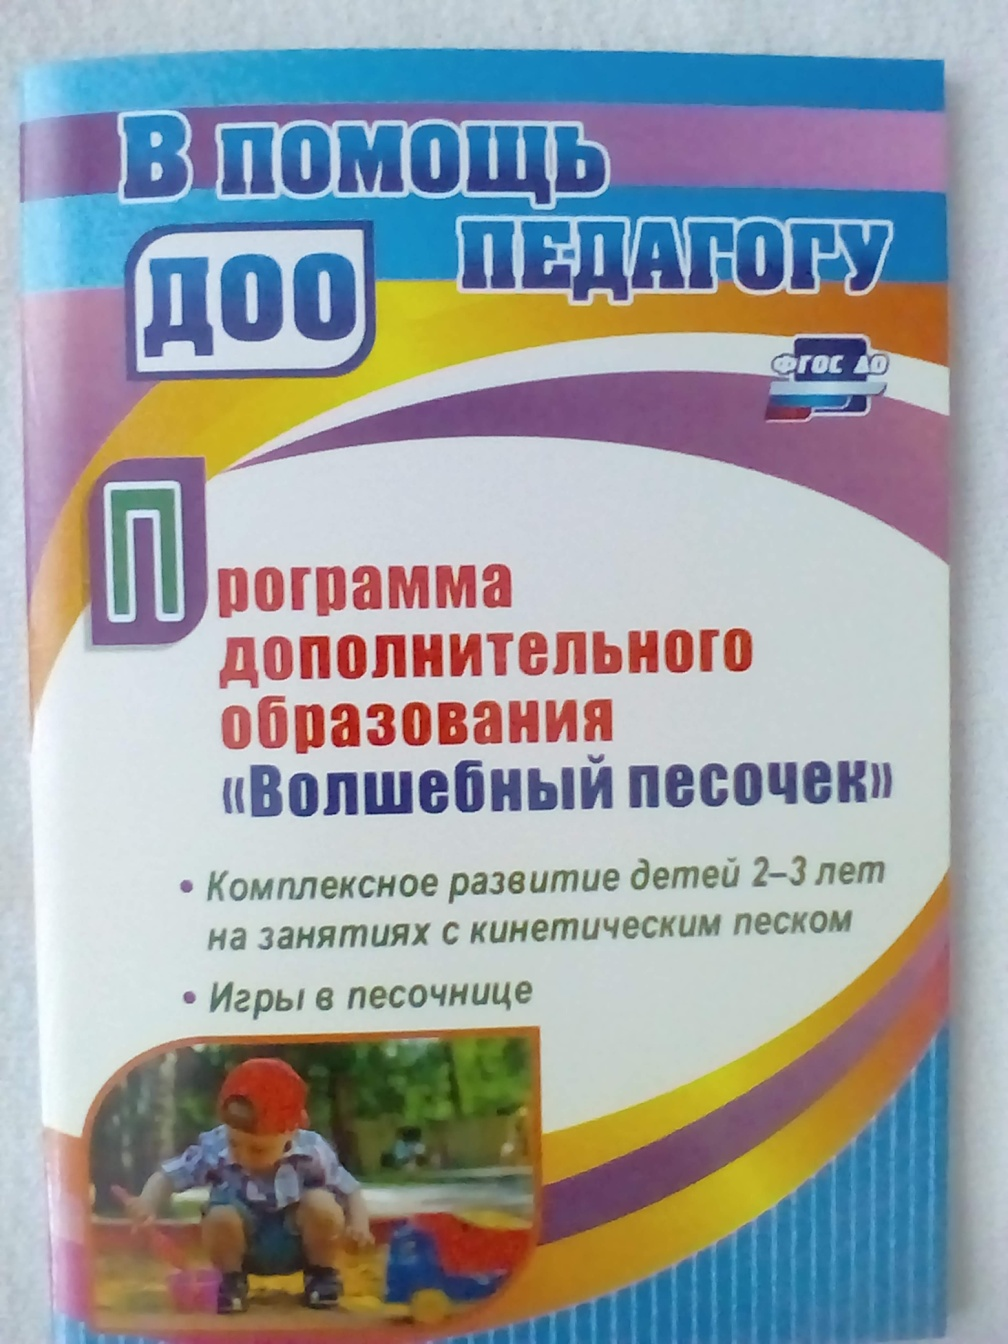 В помощь
педагогу
ДОО
ФГОС ДО
Программа
дополнительного
образования
«Волшебный песочек»
• Комплексное развитие детей 2–3 лет
на занятиях с кинетическим песком
• Игры в песочнице